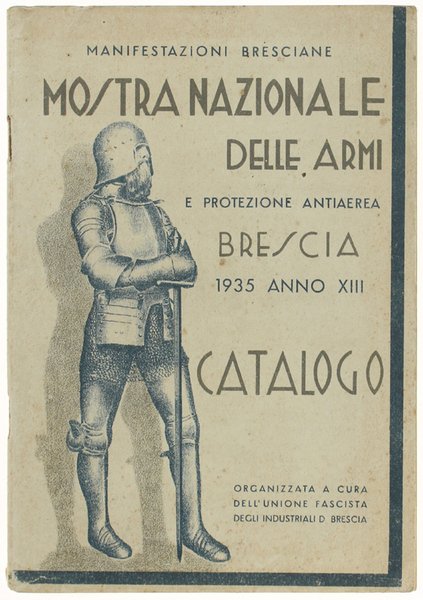 MANIFESTAZIONI BRESCIANE
MOSTRA NAZIONALE
DELLE ARMI
E PROTEZIONE ANTIAEREA
BRESCIA
1935 ANNO XIII
CATALOGO
ORGANIZZATA A CURA
DELL'UNIONE FASCISTA
DEGLI INDUSTRIALI D BRESCIA